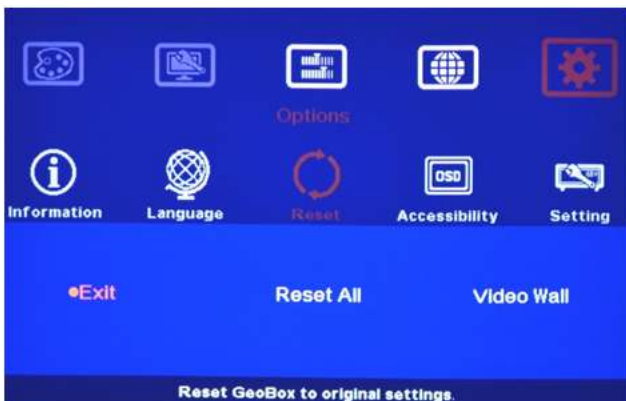 Options
Information Language Reset Accessibility Setting
OSD
•Exit Reset All Video Wall
Reset GeoBox to original settings.